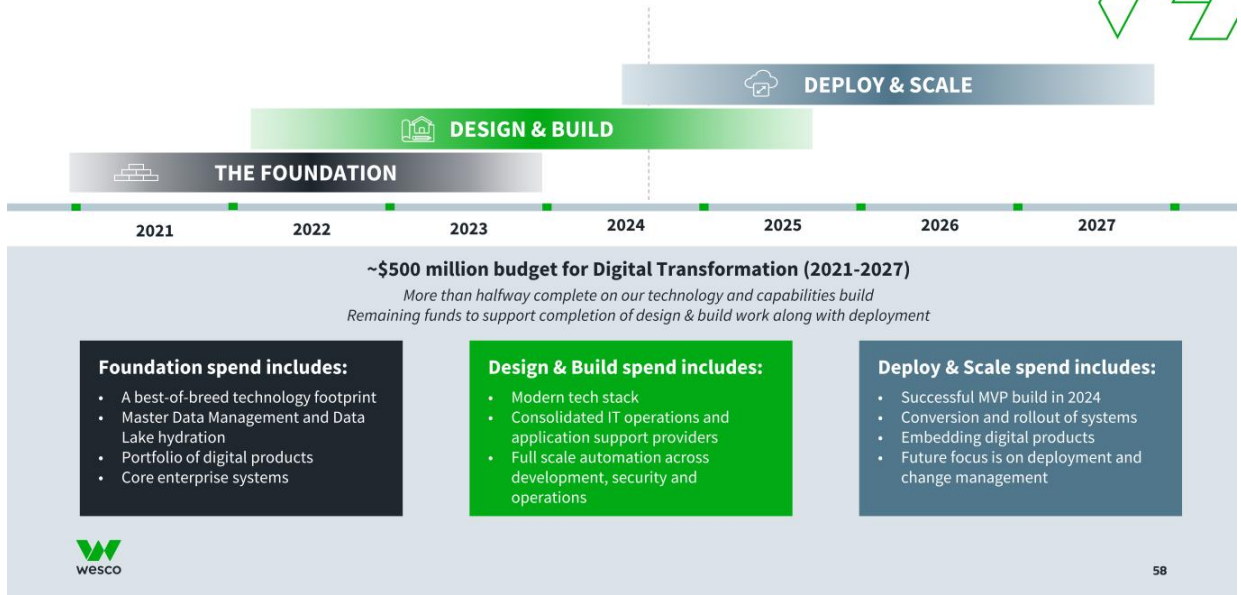 DEPLOY & SCALE
DESIGN & BUILD
THE FOUNDATION
2021
2022
2023
2024
2025
2026
2027
~$500 million budget for Digital Transformation (2021-2027)
More than halfway complete on our technology and capabilities build
Remaining funds to support completion of design & build work along with deployment
Foundation spend includes:
• A best-of-breed technology footprint
• Master Data Management and Data
Lake hydration
• Portfolio of digital products
• Core enterprise systems
Design & Build spend includes:
• Modern tech stack
• Consolidated IT operations and
application support providers
• Full scale automation across
development, security and
operations
Deploy & Scale spend includes:
• Successful MVP build in 2024
• Conversion and rollout of systems
• Embedding digital products
• Future focus is on deployment and
change management
wesco
58